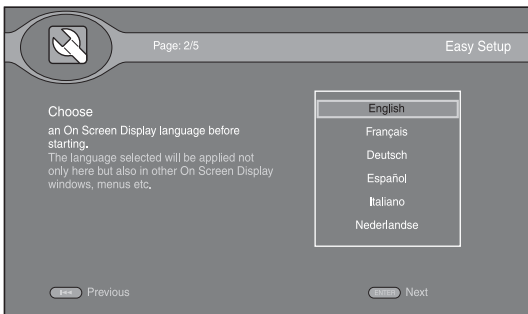 Page: 2/5
Easy Setup
Choose
an On Screen Display language before
starting.
The language selected will be applied not
only here but also in other On Screen Display
windows, menus etc.
English
Français
Deutsch
Español
Italiano
Nederlandse
Previous
ENTER Next